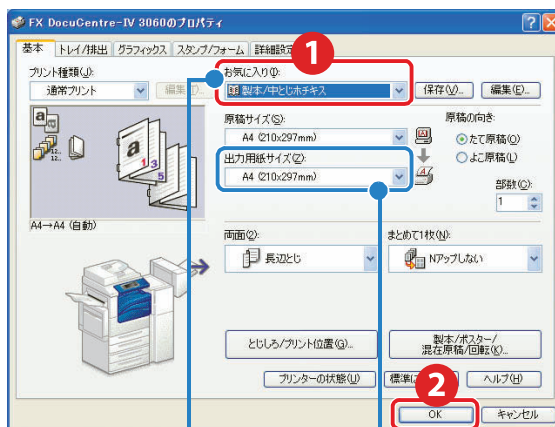 FX DocuCentre-IV 3060のプロパティ
基本 トレイ/排出 グラフィックス スタンプ/フォーム 詳細設定
1
プリント種類(J):
お気に入り(I):
通常プリント 編集
製本/中とじホチキス 保存(V)... 編集(E)...
原稿サイズ(S):
原稿の向き
A4 (210x297mm)
たて原稿(O)
出力用紙サイズ(Z):
よこ原稿(L)
A4 (210x297mm)
部数(C):
1
a
12..
12..
a
1
3
5
A4→A4 (自動)
両面(2):
まとめて1枚(N):
長辺とじ
Nアップしない
とじしろ/プリント位置(G)...
製本/ポスター/
混在原稿/回転(K)...
プリンターの状態(U) 標準に ヘルプ(H)
2
OK キャンセル